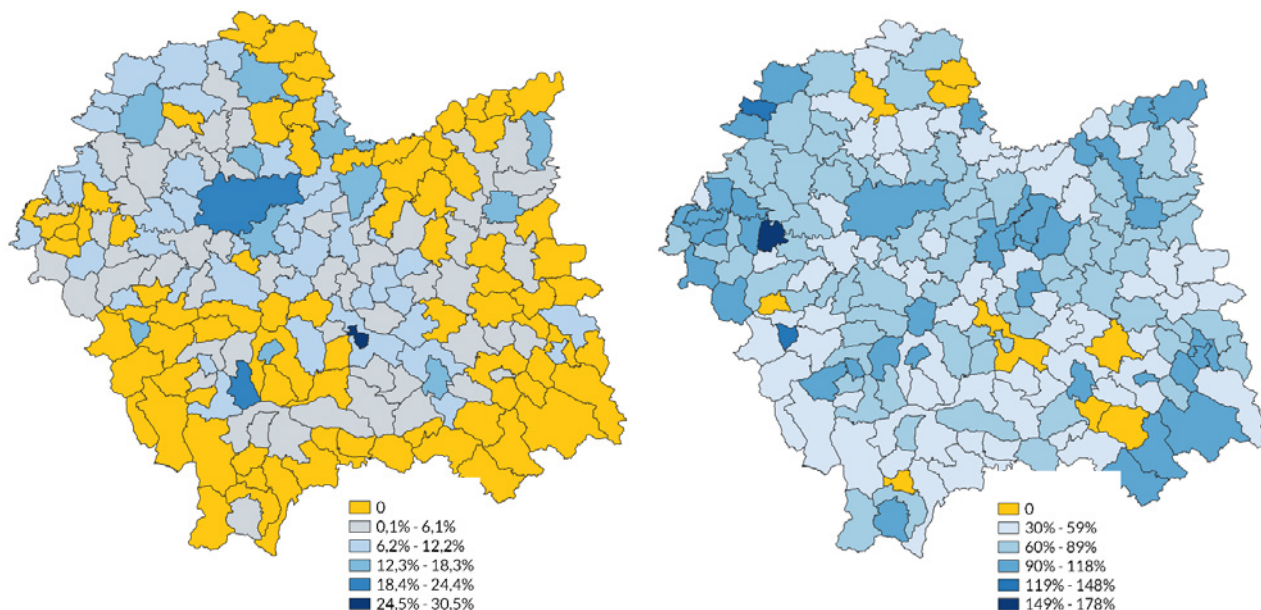 0
0,1% - 6,1%
6,2% - 12,2%
12,3% - 18,3%
18,4% - 24,4%
24,5% - 30,5%
0
30% - 59%
60% - 89%
90% - 118%
119% - 148%
149% - 178%